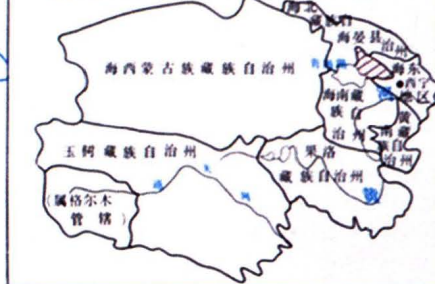 海北
藏族自
治州
海晏县
海西蒙古族藏族自治州
海东
西宁
地区
海南藏
族自
治州
黄
南藏
族自
治州
玉树藏族自治州
果洛
藏族自治州
通天河
（属格尔木
管辖）